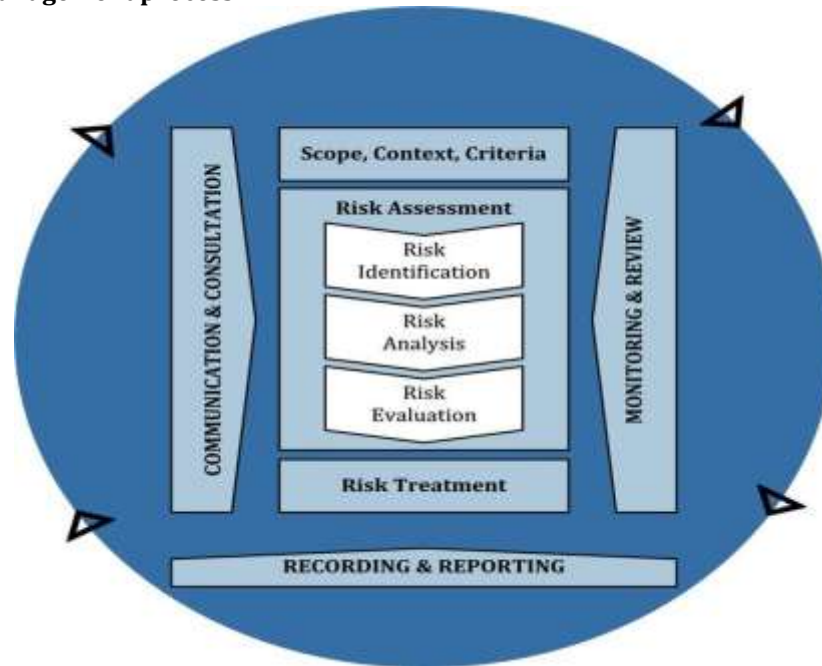 Scope, Context, Criteria
Risk Assessment
Risk
Identification
Risk
Analysis
Risk
Evaluation
Risk Treatment
COMMUNICATION & CONSULTATION
MONITORING & REVIEW
RECORDING & REPORTING